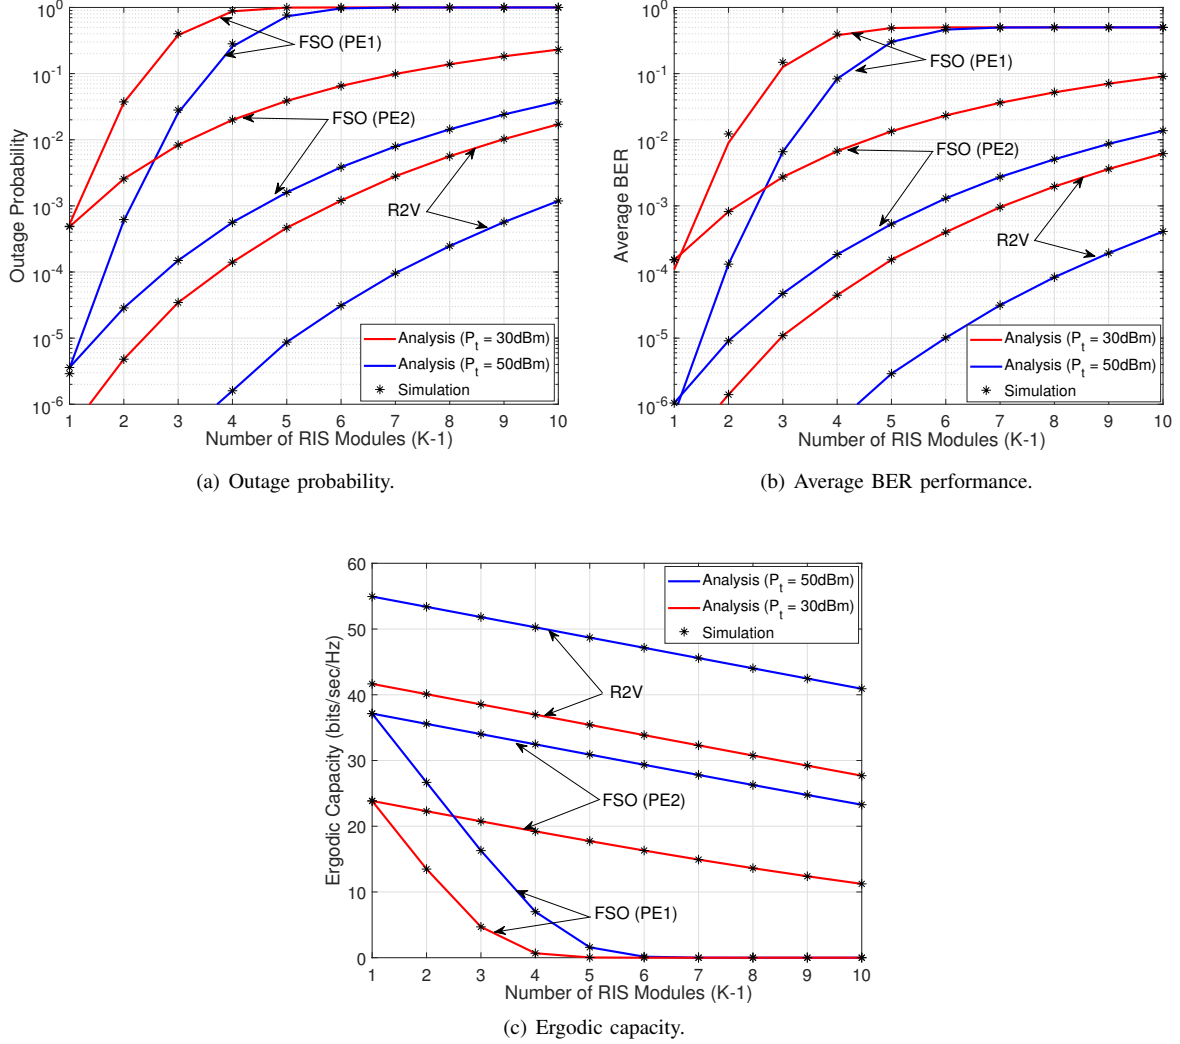 10^0
10^-1
10^-2
10^-3
10^-4
10^-5
10^-6
Outage Probability
FSO (PE1)
FSO (PE2)
R2V
Analysis (P_t = 30dBm)
Analysis (P_t = 50dBm)
Simulation
1 2 3 4 5 6 7 8 9 10
Number of RIS Modules (K-1)
(a) Outage probability.
10^0
10^-1
10^-2
10^-3
10^-4
10^-5
10^-6
Average BER
FSO (PE1)
FSO (PE2)
R2V
Analysis (P_t = 30dBm)
Analysis (P_t = 50dBm)
Simulation
1 2 3 4 5 6 7 8 9 10
Number of RIS Modules (K-1)
(b) Average BER performance.
60
50
40
30
20
10
0
Ergodic Capacity (bits/sec/Hz)
Analysis (P_t = 50dBm)
Analysis (P_t = 30dBm)
Simulation
R2V
FSO (PE2)
FSO (PE1)
1 2 3 4 5 6 7 8 9 10
Number of RIS Modules (K-1)
(c) Ergodic capacity.